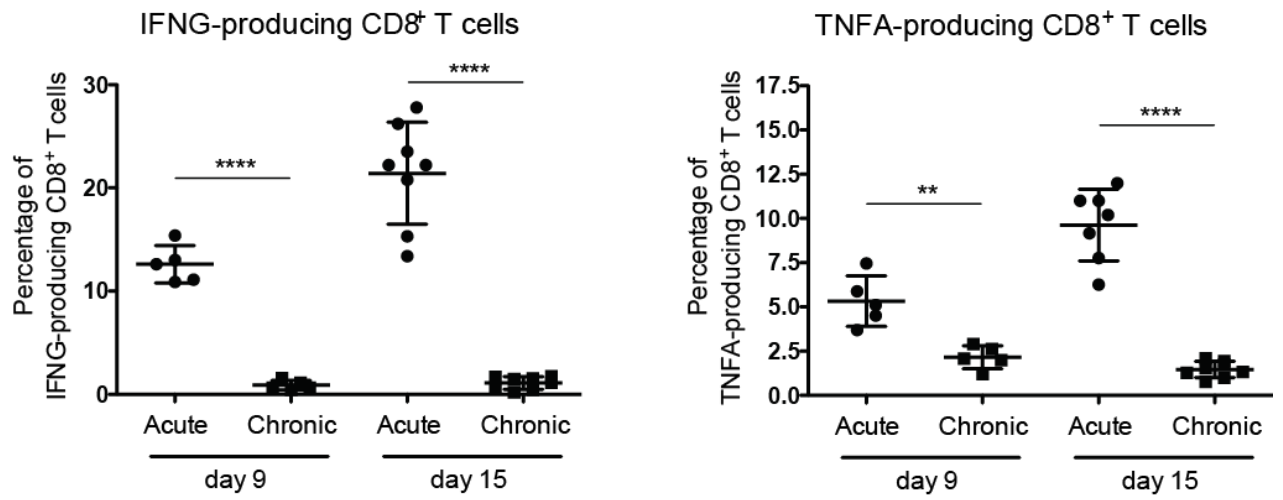 IFNG-producing CD8⁺ T cells
Percentage of
IFNG-producing CD8⁺ T cells
30
20
10
0
****
****
Acute
Chronic
Acute
Chronic
day 9
day 15
TNFA-producing CD8⁺ T cells
Percentage of
TNFA-producing CD8⁺ T cells
17.5
15.0
12.5
10.0
7.5
5.0
2.5
0.0
**
****
Acute
Chronic
Acute
Chronic
day 9
day 15